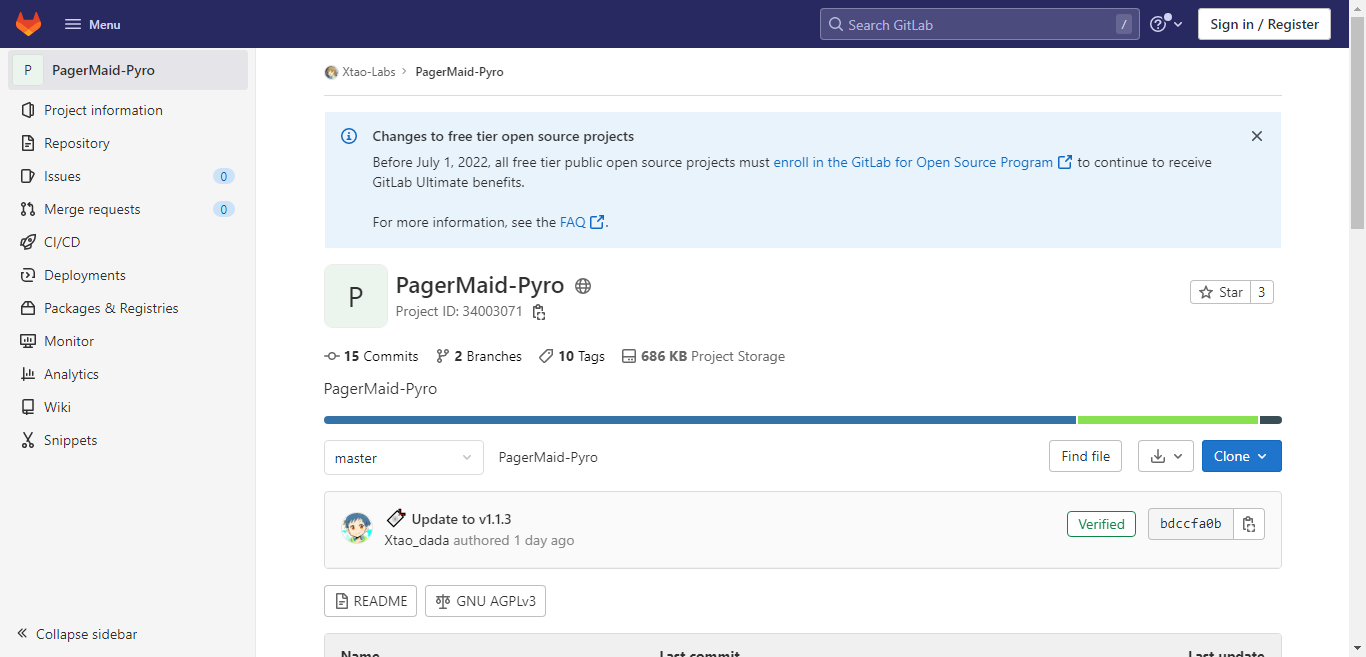 Menu
Search GitLab
/
Sign in / Register
P
PagerMaid-Pyro
Project information
Repository
Issues
0
Merge requests
0
CI/CD
Deployments
Packages & Registries
Monitor
Analytics
Wiki
Snippets
Collapse sidebar
Xtao-Labs
PagerMaid-Pyro
Changes to free tier open source projects
Before July 1, 2022, all free tier public open source projects must enroll in the GitLab for Open Source Program to continue to receive
GitLab Ultimate benefits.
For more information, see the FAQ .
P
PagerMaid-Pyro
Project ID: 34003071
Star
3
15 Commits
2 Branches
10 Tags
686 KB Project Storage
PagerMaid-Pyro
master
PagerMaid-Pyro
Find file
Clone
Update to v1.1.3
Xtao_dada authored 1 day ago
Verified
bdccfa0b
README
GNU AGPLv3
Name
Last commit
Last update